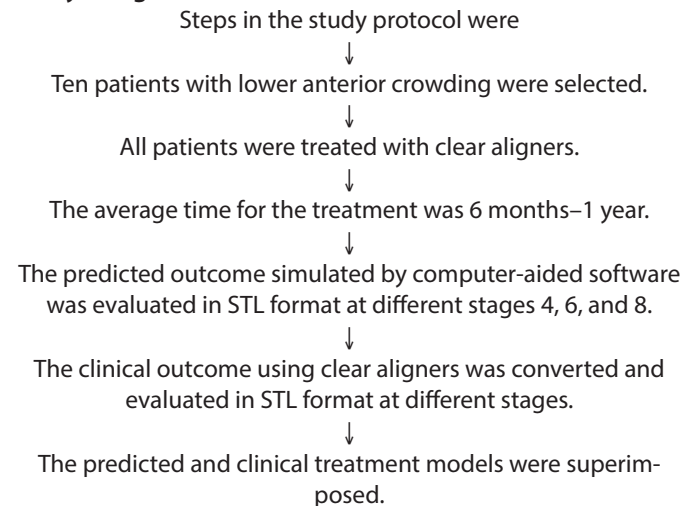 Steps in the study protocol were
↓
Ten patients with lower anterior crowding were selected.
↓
All patients were treated with clear aligners.
↓
The average time for the treatment was 6 months–1 year.
↓
The predicted outcome simulated by computer-aided software
was evaluated in STL format at different stages 4, 6, and 8.
↓
The clinical outcome using clear aligners was converted and
evaluated in STL format at different stages.
↓
The predicted and clinical treatment models were superim-
posed.